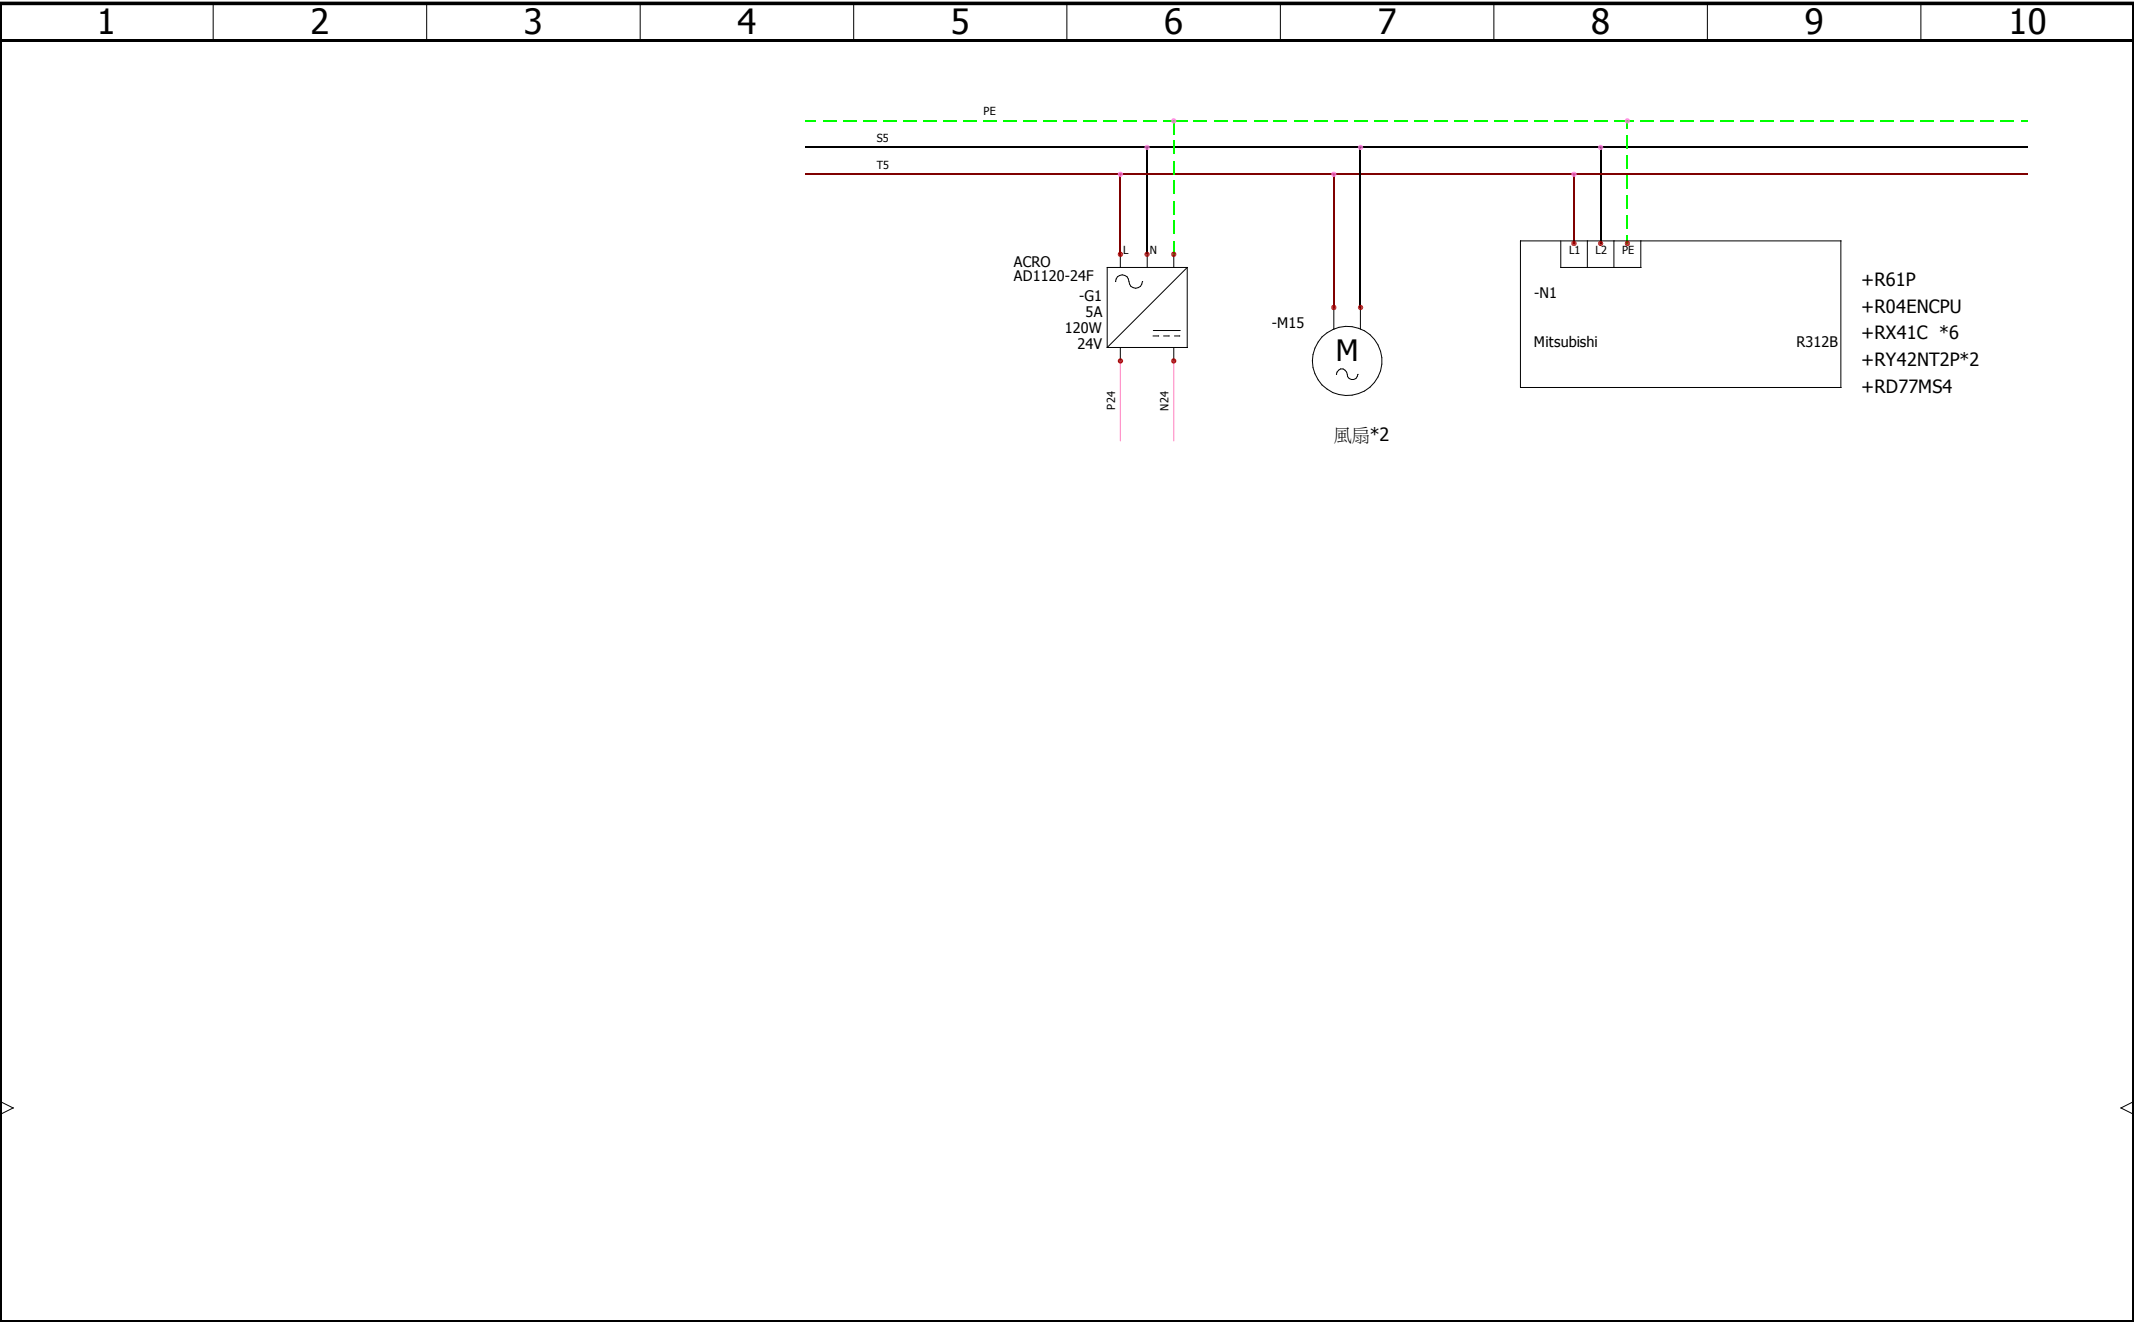 1 2 3 4 5 6 7 8 9 10
PE
S5
T5
L N
ACRO
AD1120-24F
-G1
5A
120W
24V
P24
N24
-M15
M
風扇*2
L1 L2 PE
-N1
Mitsubishi
R312B
+R61P
+R04ENCPU
+RX41C *6
+RY42NT2P*2
+RD77MS4